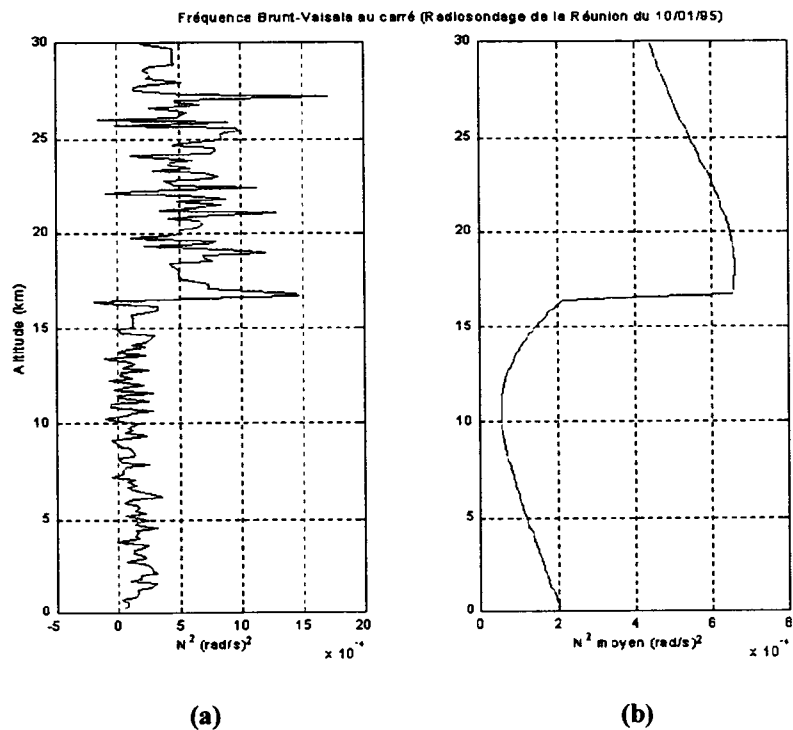 Fréquence Brunt-Vaisala au carré (Radiosondage de la Réunion du 10/01/95)
30
25
20
15
10
5
0
Altitude (km)
-5 0 5 10 15 20
N² (rad/s)²
x 10⁻⁴
30
25
20
15
10
5
0
0 2 4 6 8
N² moyen (rad/s)²
x 10⁻⁴
(a) (b)